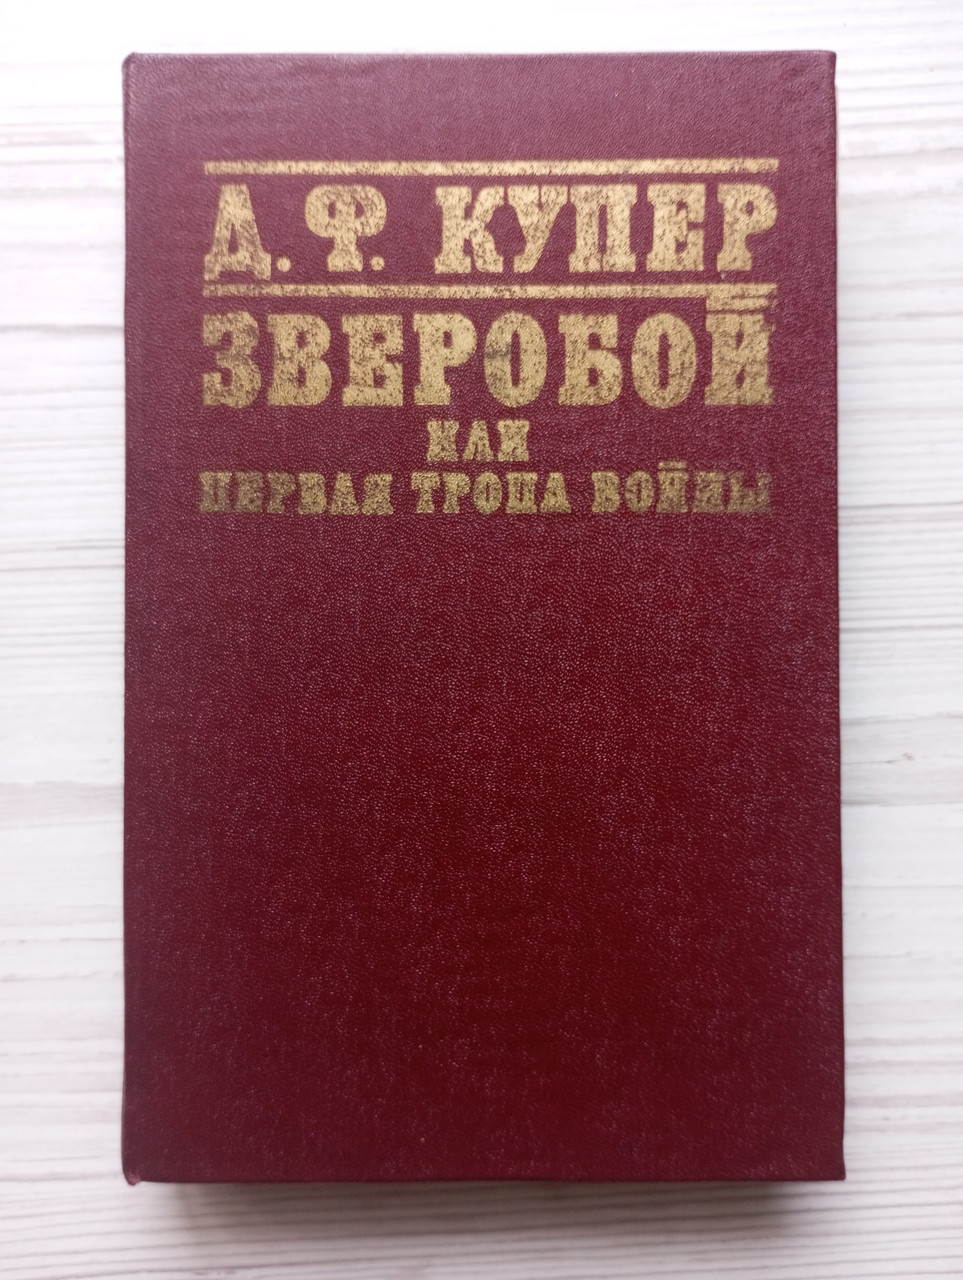 Д. Ф. КУПЕР
ЗВЕРОБОЙ
ИЛИ
ПЕРВАЯ ТРОПА ВОЙНЫ